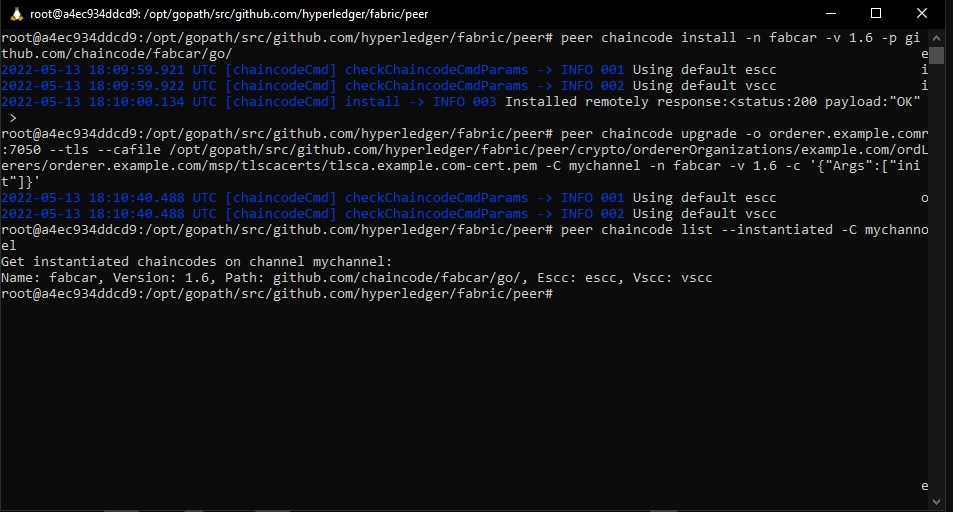 root@a4ec934ddcd9: /opt/gopath/src/github.com/hyperledger/fabric/peer
root@a4ec934ddcd9:/opt/gopath/src/github.com/hyperledger/fabric/peer# peer chaincode install -n fabcar -v 1.6 -p gi e
thub.com/chaincode/fabcar/go/
2022-05-13 18:09:59.921 UTC [chaincodeCmd] checkChaincodeCmdParams -> INFO 001 Using default escc i
2022-05-13 18:09:59.922 UTC [chaincodeCmd] checkChaincodeCmdParams -> INFO 002 Using default vscc i
2022-05-13 18:10:00.134 UTC [chaincodeCmd] install -> INFO 003 Installed remotely response:<status:200 payload:"OK"
>
root@a4ec934ddcd9:/opt/gopath/src/github.com/hyperledger/fabric/peer# peer chaincode upgrade -o orderer.example.comr
:7050 --tls --cafile /opt/gopath/src/github.com/hyperledger/fabric/peer/crypto/ordererOrganizations/example.com/ordL
erers/orderer.example.com/msp/tlscacerts/tlsca.example.com-cert.pem -C mychannel -n fabcar -v 1.6 -c '{"Args":["ini
t"]}'
2022-05-13 18:10:40.488 UTC [chaincodeCmd] checkChaincodeCmdParams -> INFO 001 Using default escc o
2022-05-13 18:10:40.488 UTC [chaincodeCmd] checkChaincodeCmdParams -> INFO 002 Using default vscc
root@a4ec934ddcd9:/opt/gopath/src/github.com/hyperledger/fabric/peer# peer chaincode list --instantiated -C mychanno
el
Get instantiated chaincodes on channel mychannel:
Name: fabcar, Version: 1.6, Path: github.com/chaincode/fabcar/go/, Escc: escc, Vscc: vscc
root@a4ec934ddcd9:/opt/gopath/src/github.com/hyperledger/fabric/peer#
e